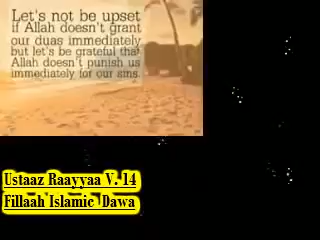 Let's not be upset
if Allah doesn't grant
our duas immediately
but let's be grateful that
Allah doesn't punish us
immediately for our sins.
Ustaaz Raayyaa V. 14
Fillaah Islamic Dawa